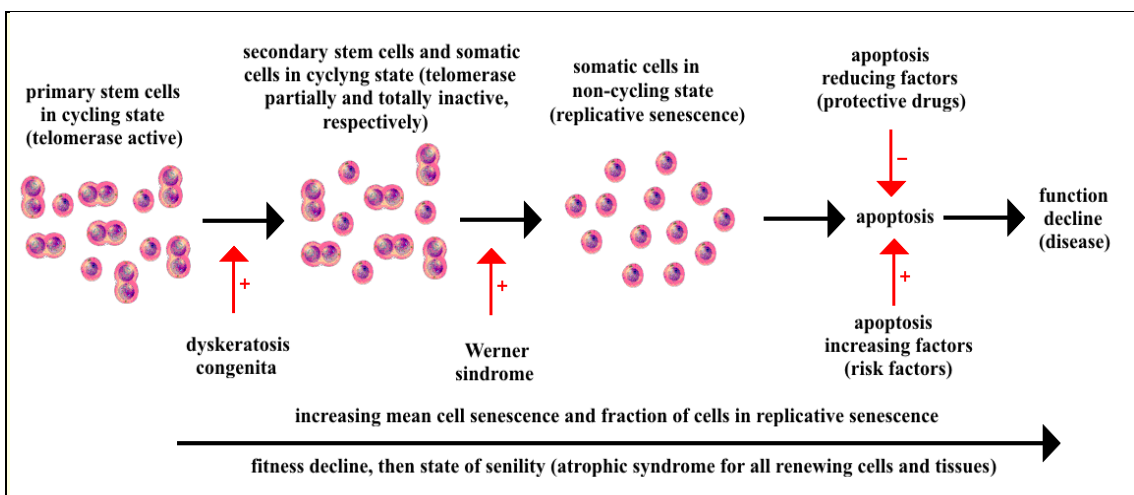 primary stem cells
in cycling state
(telomerase active)
secondary stem cells and somatic
cells in cyclyng state (telomerase
partially and totally inactive,
respectively)
somatic cells in
non-cycling state
(replicative senescence)
apoptosis
reducing factors
(protective drugs)
–
apoptosis
function
decline
(disease)
+
dyskeratosis
congenita
+
Werner
sindrome
+
apoptosis
increasing factors
(risk factors)
increasing mean cell senescence and fraction of cells in replicative senescence
fitness decline, then state of senility (atrophic syndrome for all renewing cells and tissues)